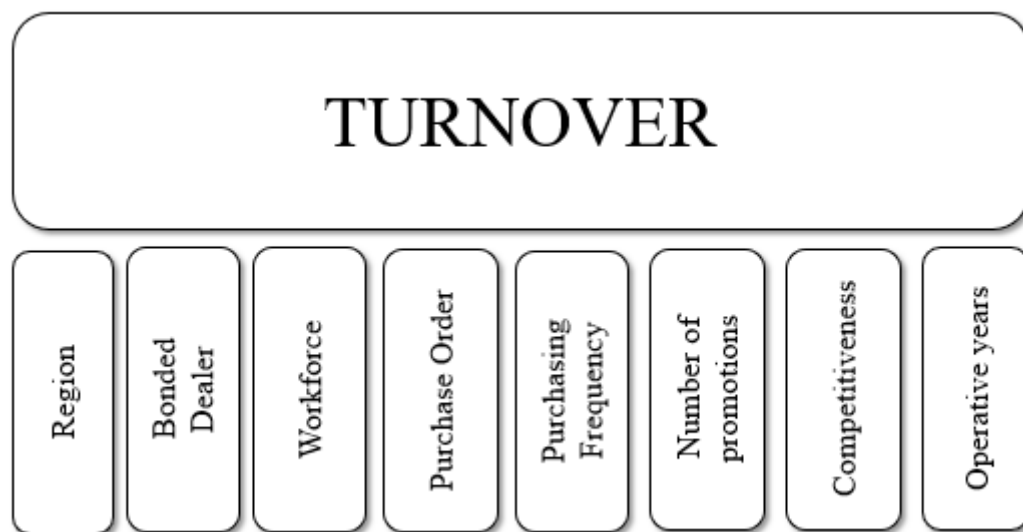 TURNOVER
Region
Bonded
Dealer
Workforce
Purchase Order
Purchasing
Frequency
Number of
promotions
Competitiveness
Operative years